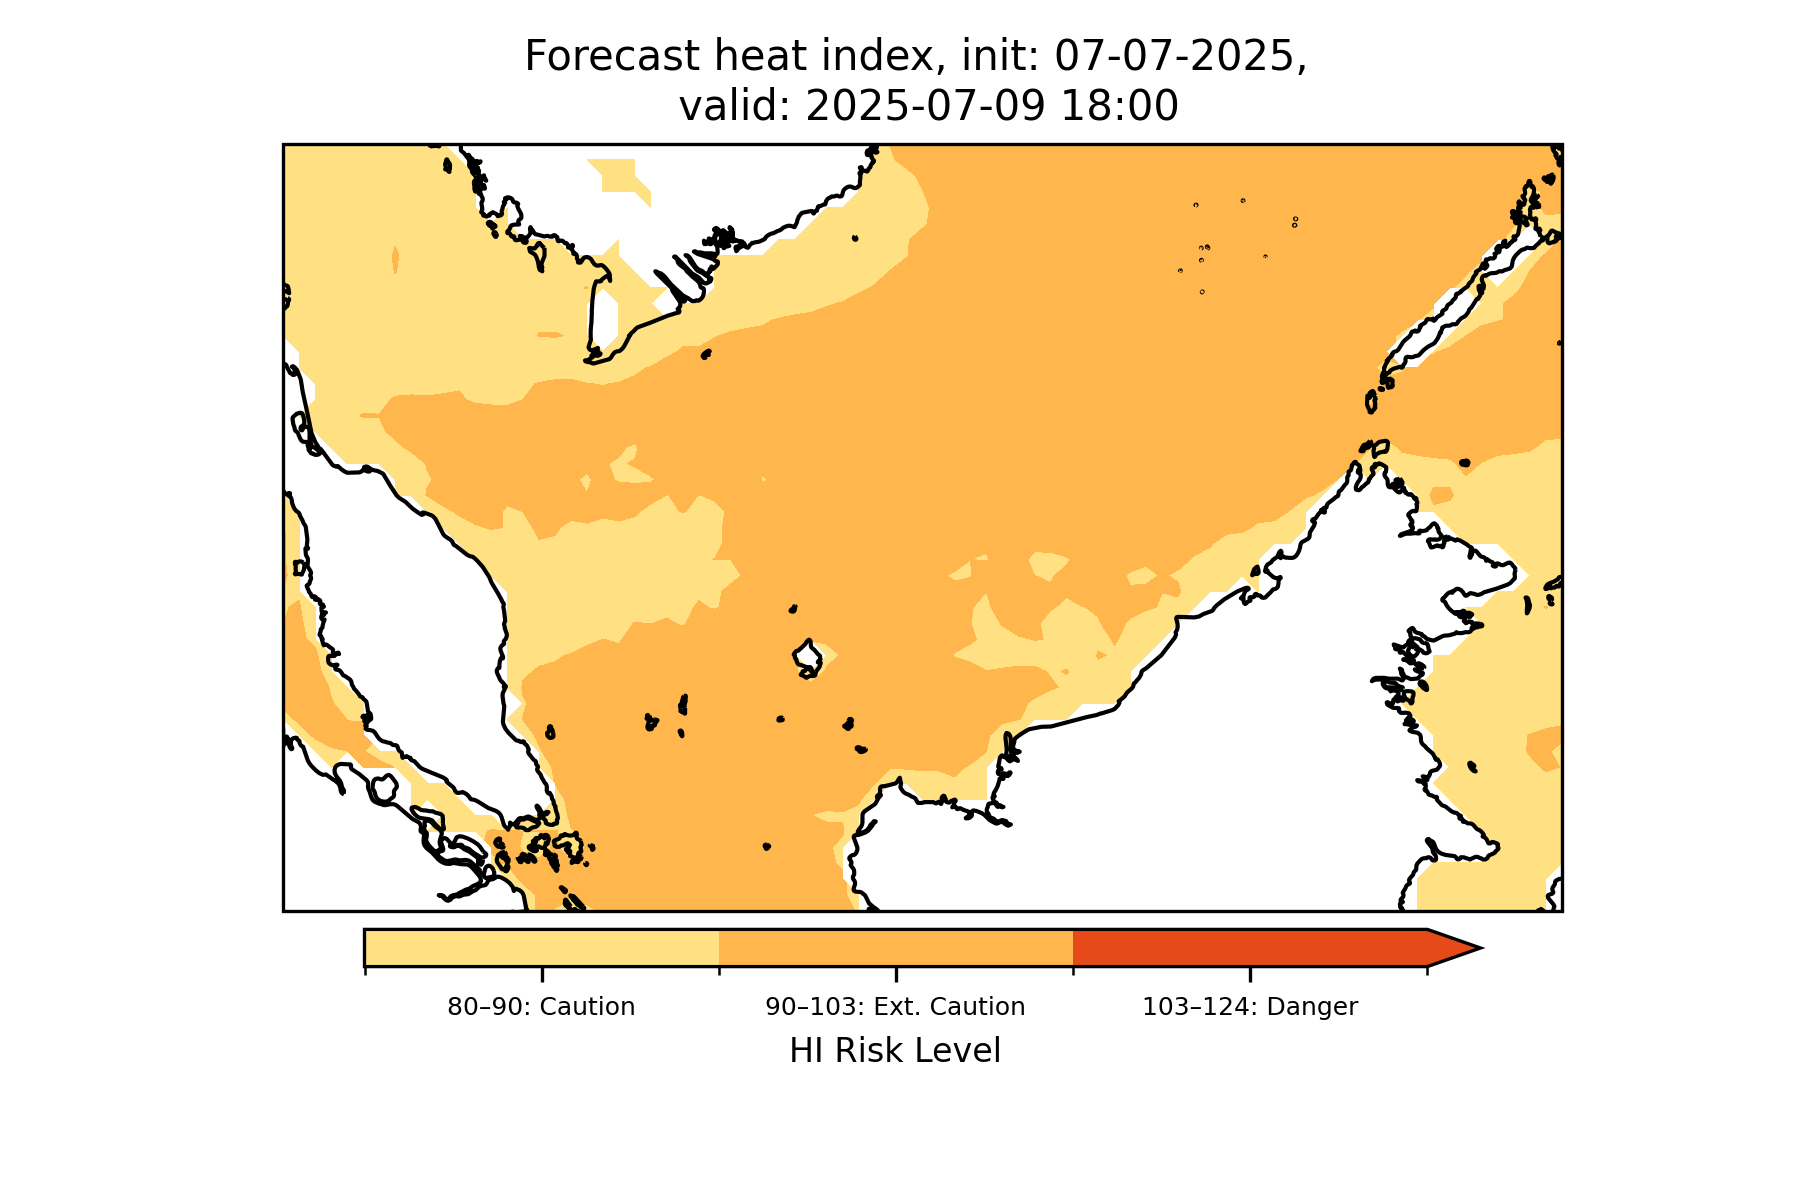 Forecast heat index, init: 07-07-2025,
valid: 2025-07-09 18:00
80–90: Caution
90–103: Ext. Caution
103–124: Danger
HI Risk Level